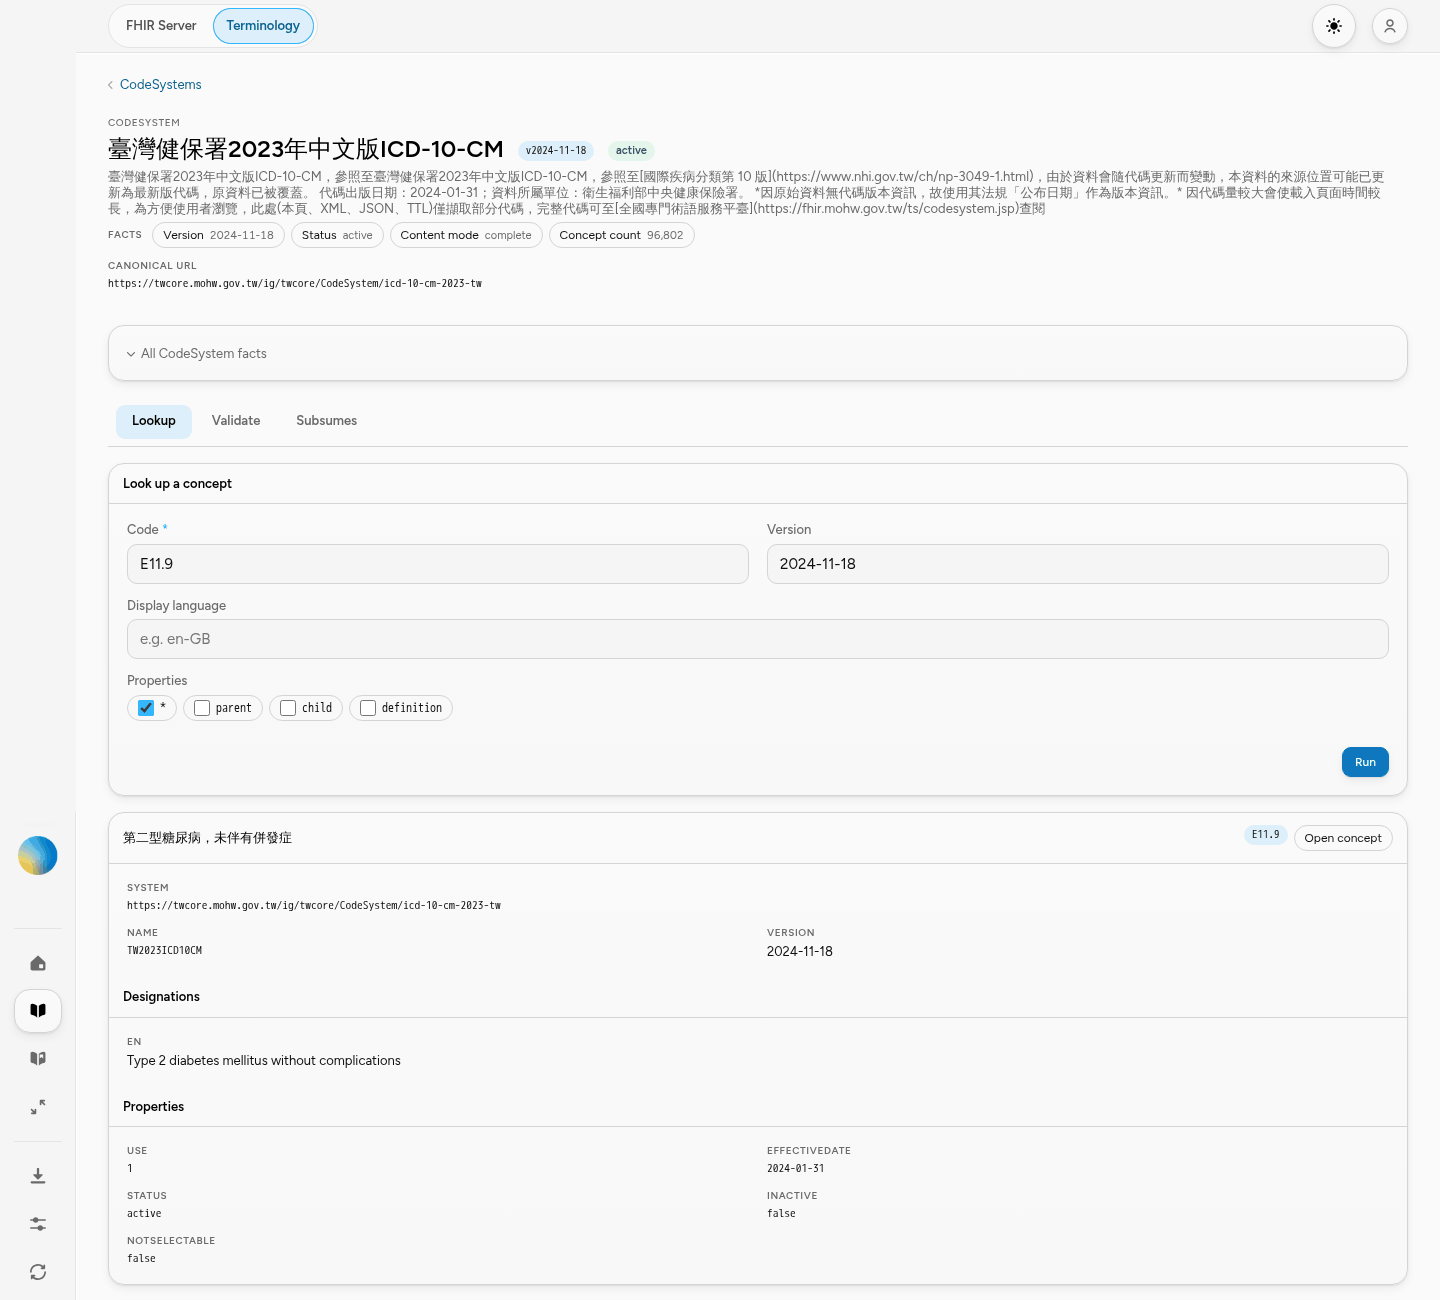 FHIR Server
Terminology
CodeSystems
CODESYSTEM
臺灣健保署2023年中文版ICD-10-CM v2024-11-18 active
臺灣健保署2023年中文版ICD-10-CM，參照至臺灣健保署2023年中文版ICD-10-CM，參照至[國際疾病分類第 10 版](https://www.nhi.gov.tw/ch/np-3049-1.html)，由於資料會隨代碼更新而變動，本資料的來源位置可能已更
新為最新版代碼，原資料已被覆蓋。 代碼出版日期：2024-01-31；資料所屬單位：衛生福利部中央健康保險署。 *因原始資料無代碼版本資訊，故使用其法規「公布日期」作為版本資訊。* 因代碼量較大會使載入頁面時間較
長，為方便使用者瀏覽，此處(本頁、XML、JSON、TTL)僅擷取部分代碼，完整代碼可至[全國專門術語服務平臺](https://fhir.mohw.gov.tw/ts/codesystem.jsp)查閱
FACTS Version 2024-11-18 Status active Content mode complete Concept count 96,802
CANONICAL URL
https://twcore.mohw.gov.tw/ig/twcore/CodeSystem/icd-10-cm-2023-tw
All CodeSystem facts
Lookup Validate Subsumes
Look up a concept
Code * Version
E11.9 2024-11-18
Display language
e.g. en-GB
Properties
* parent child definition
Run
第二型糖尿病，未伴有併發症 E11.9 Open concept
SYSTEM
https://twcore.mohw.gov.tw/ig/twcore/CodeSystem/icd-10-cm-2023-tw
NAME VERSION
TW2023ICD10CM 2024-11-18
Designations
EN
Type 2 diabetes mellitus without complications
Properties
USE EFFECTIVEDATE
1 2024-01-31
STATUS INACTIVE
active false
NOTSELECTABLE
false